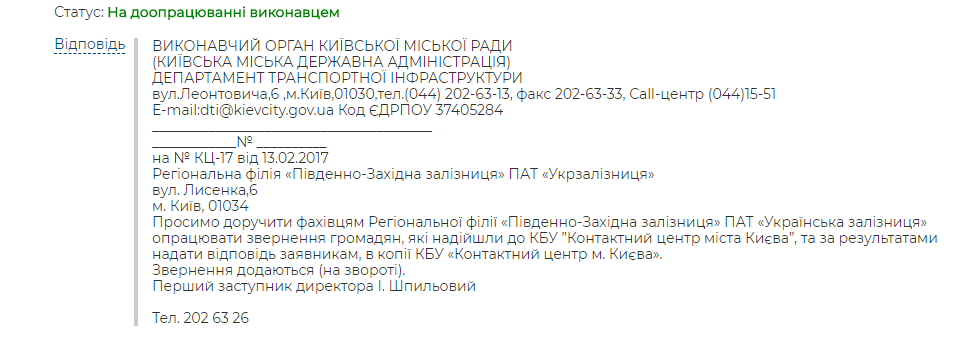 Статус: На доопрацюванні виконавцем
Відповідь
ВИКОНАВЧИЙ ОРГАН КИЇВСЬКОЇ МІСЬКОЇ РАДИ
(КИЇВСЬКА МІСЬКА ДЕРЖАВНА АДМІНІСТРАЦІЯ)
ДЕПАРТАМЕНТ ТРАНСПОРТНОЇ ІНФРАСТРУКТУРИ
вул.Леонтовича,6 ,м.Київ,01030,тел.(044) 202-63-13, факс 202-63-33, Call-центр (044)15-51
E-mail:dti@kievcity.gov.ua Код ЄДРПОУ 37405284
________________________________________
____________№ __________
на № КЦ-17 від 13.02.2017
Регіональна філія «Південно-Західна залізниця» ПАТ «Укрзалізниця»
вул. Лисенка,6
м. Київ, 01034
Просимо доручити фахівцям Регіональної філії «Південно-Західна залізниця» ПАТ «Українська залізниця»
опрацювати звернення громадян, які надійшли до КБУ ”Контактний центр міста Києва”, та за результатами
надати відповідь заявникам, в копії КБУ «Контактний центр м. Києва».
Звернення додаються (на звороті).
Перший заступник директора І. Шпильовий
Тел. 202 63 26